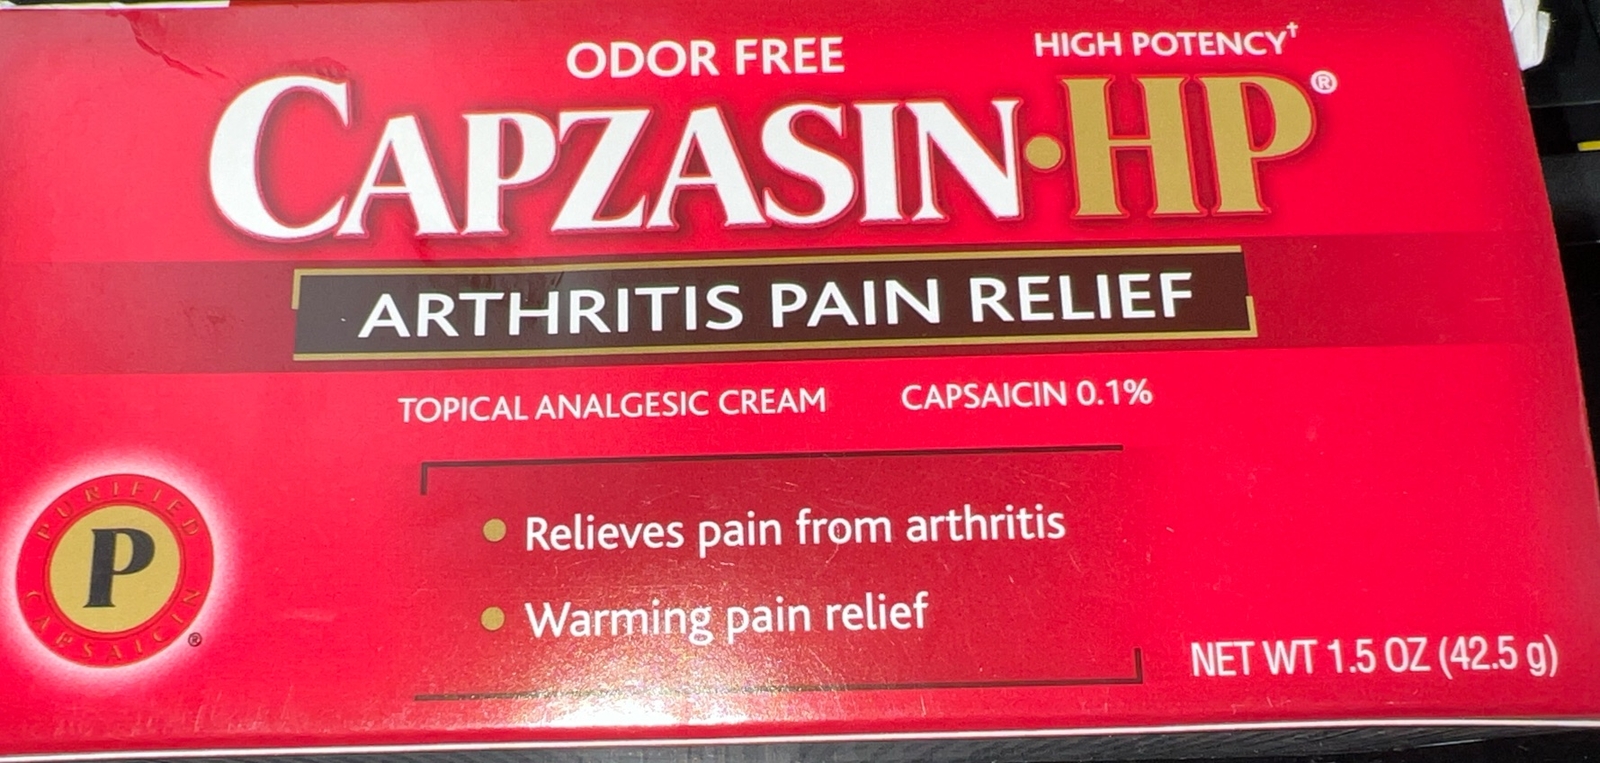 ODOR FREE HIGH POTENCY†
CAPZASIN·HP®
ARTHRITIS PAIN RELIEF
TOPICAL ANALGESIC CREAM CAPSAICIN 0.1%
• Relieves pain from arthritis
• Warming pain relief
PURIFIED
P
CAPSAICIN®
NET WT 1.5 OZ (42.5 g)